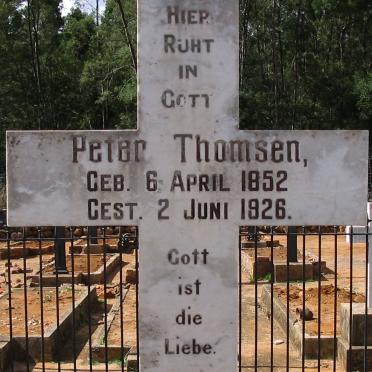 Hier
Ruht
in
Gott
Peter Thomsen,
Geb. 6 April 1852
Gest. 2 Juni 1926.
Gott
ist
die
Liebe.